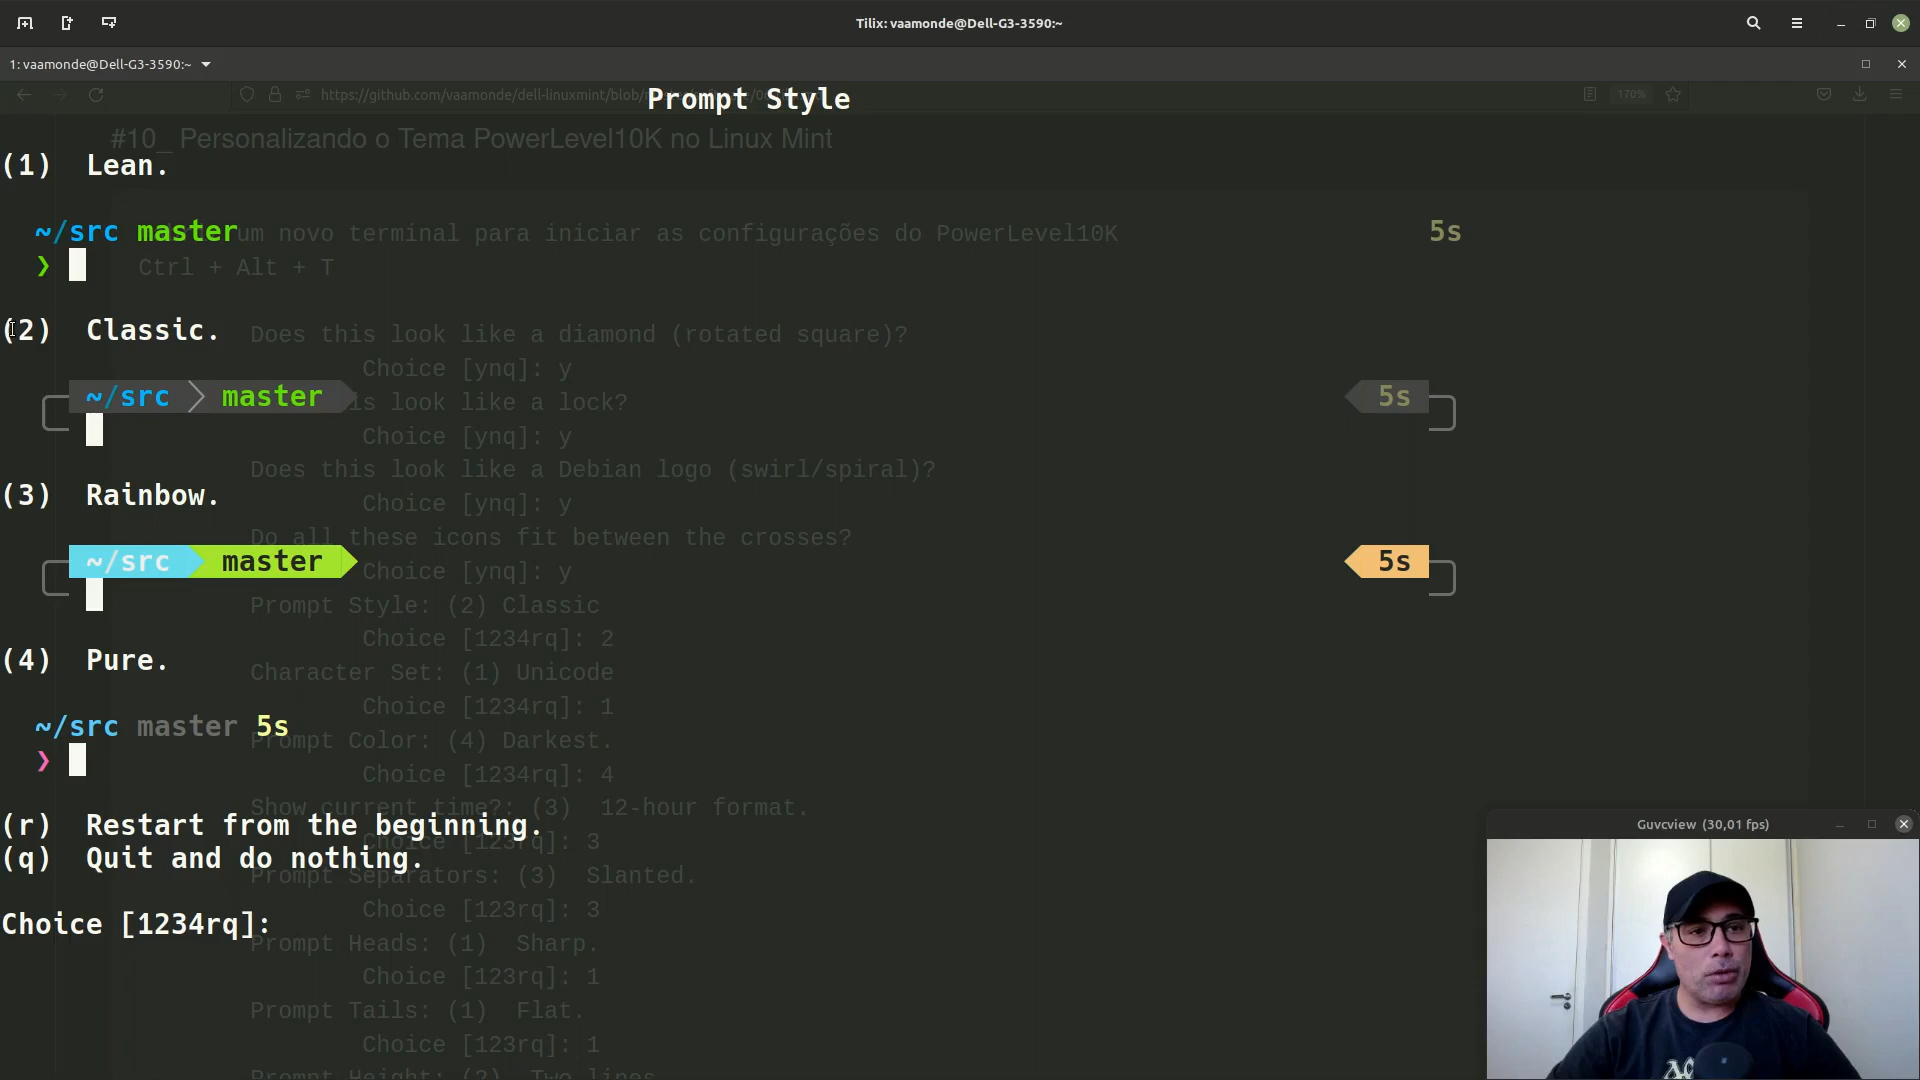 Tilix: vaamonde@Dell-G3-3590:~
1: vaamonde@Dell-G3-3590:~
https://github.com/vaamonde/dell-linuxmint/blob/
170%
Prompt Style
#10_ Personalizando o Tema PowerLevel10K no Linux Mint
(1) Lean.
~/src master
5s
um novo terminal para iniciar as configurações do PowerLevel10K
❯
Ctrl + Alt + T
(2) Classic.
Does this look like a diamond (rotated square)?
Choice [ynq]: y
~/src master
5s
is look like a lock?
Choice [ynq]: y
Does this look like a Debian logo (swirl/spiral)?
(3) Rainbow.
Choice [ynq]: y
Do all these icons fit between the crosses?
~/src master
5s
Choice [ynq]: y
Prompt Style: (2) Classic
Choice [1234rq]: 2
(4) Pure.
Character Set: (1) Unicode
Choice [1234rq]: 1
~/src master 5s
Prompt Color: (4) Darkest.
❯
Choice [1234rq]: 4
Show current time?: (3) 12-hour format.
(r) Restart from the beginning.
Choice [1234rq]: 3
(q) Quit and do nothing.
Prompt Separators: (3) Slanted.
Choice [123rq]: 3
Choice [1234rq]:
Prompt Heads: (1) Sharp.
Choice [123rq]: 1
Prompt Tails: (1) Flat.
Choice [123rq]: 1
Prompt Height: (2) Two lines
Guvcview (30,01 fps)